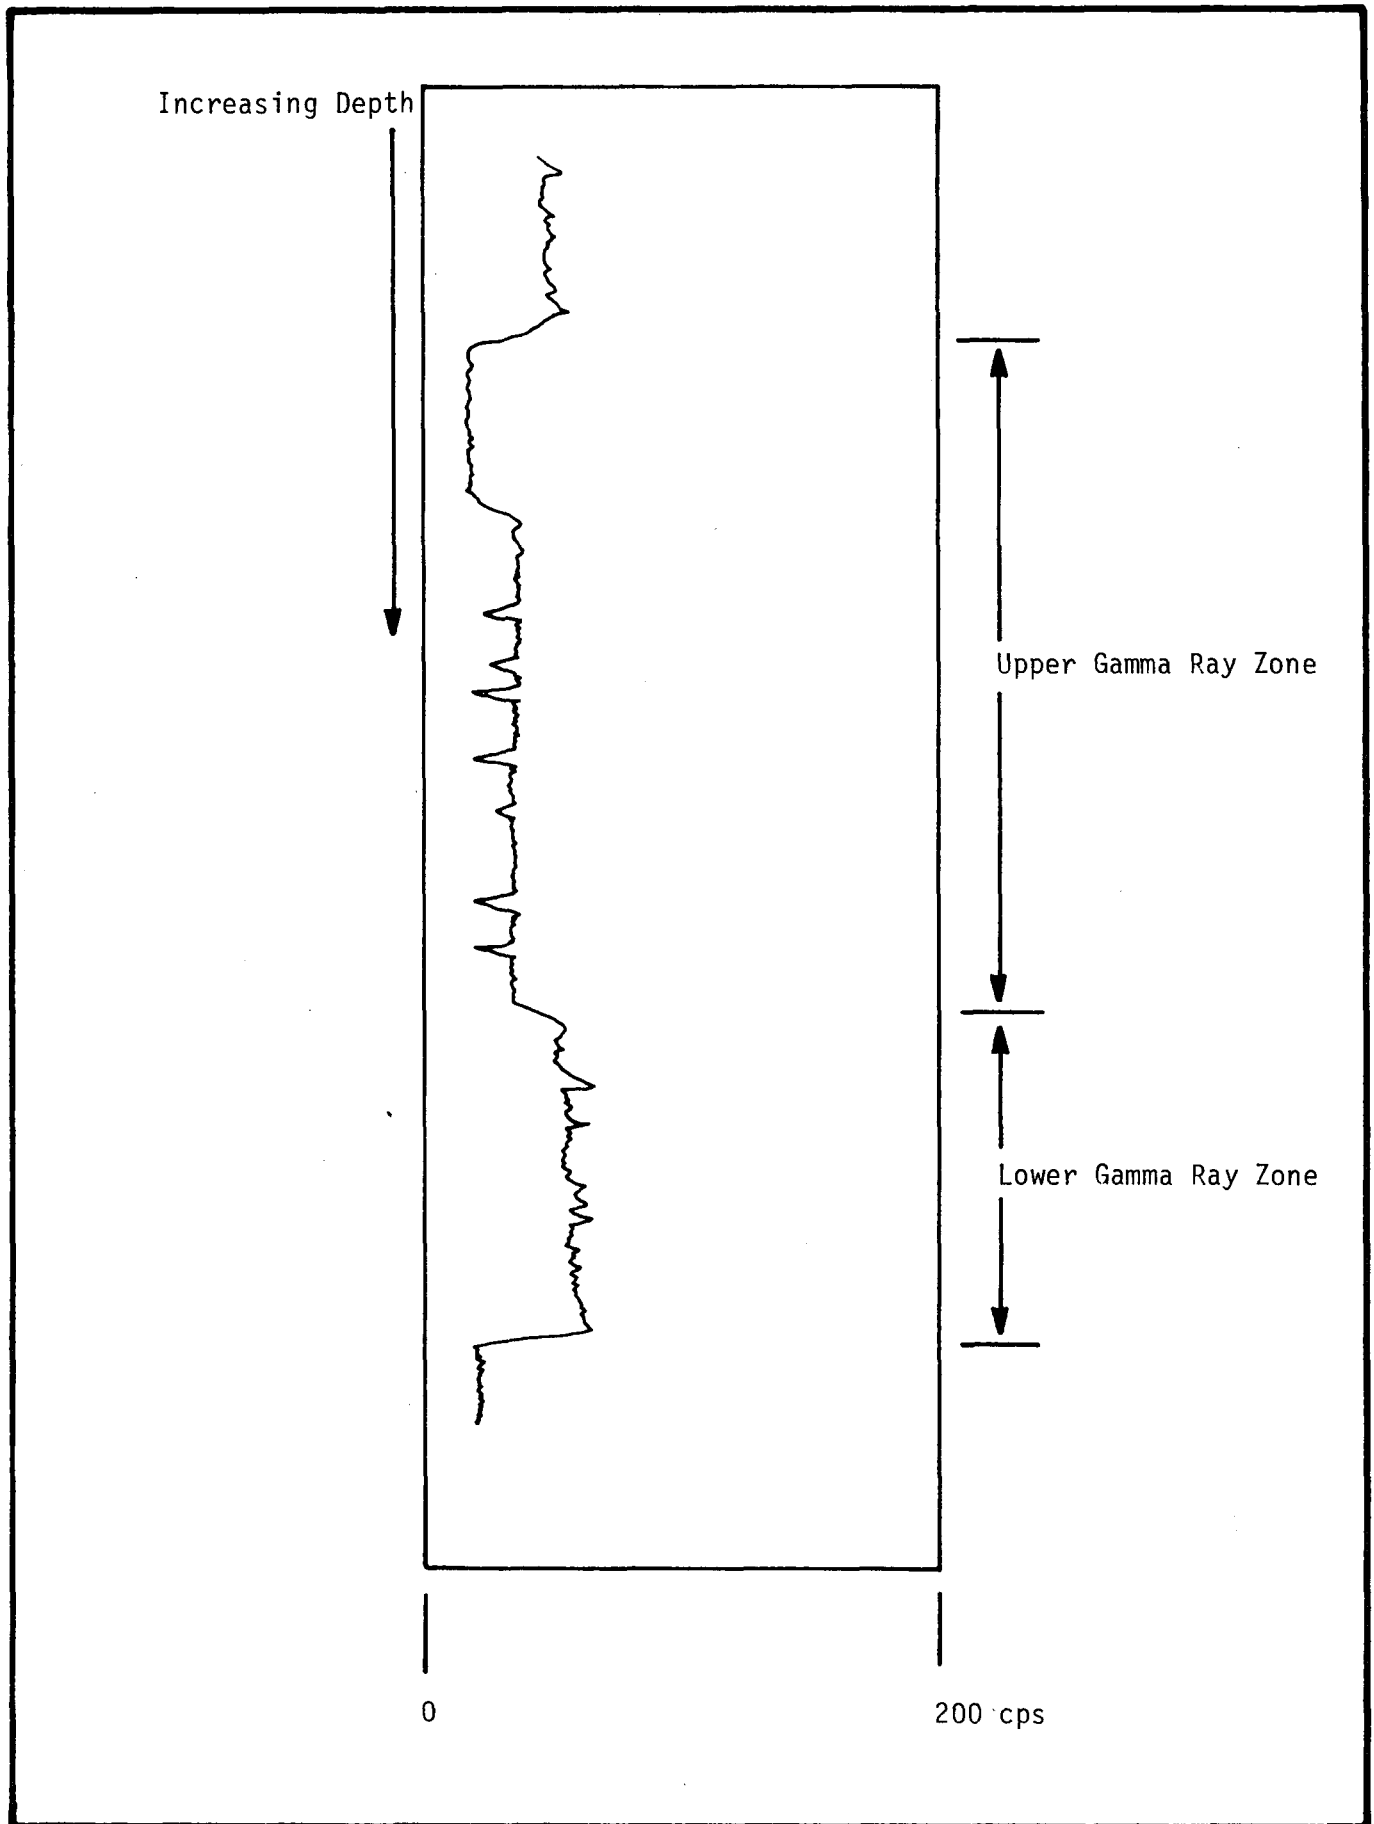 Increasing Depth
Upper Gamma Ray Zone
Lower Gamma Ray Zone
0
200 cps